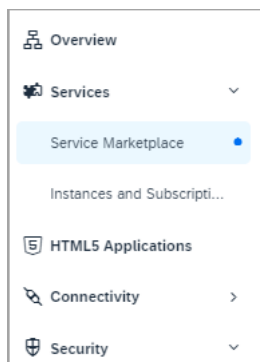 Overview
Services
Service Marketplace
Instances and Subscripti...
HTML5 Applications
Connectivity
Security